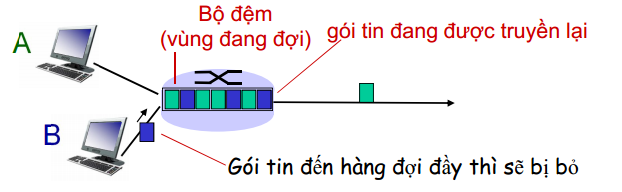 Bộ đệm
(vùng đang đợi)
gói tin đang được truyền lại
A
B
Gói tin đến hàng đợi đầy thì sẽ bị bỏ